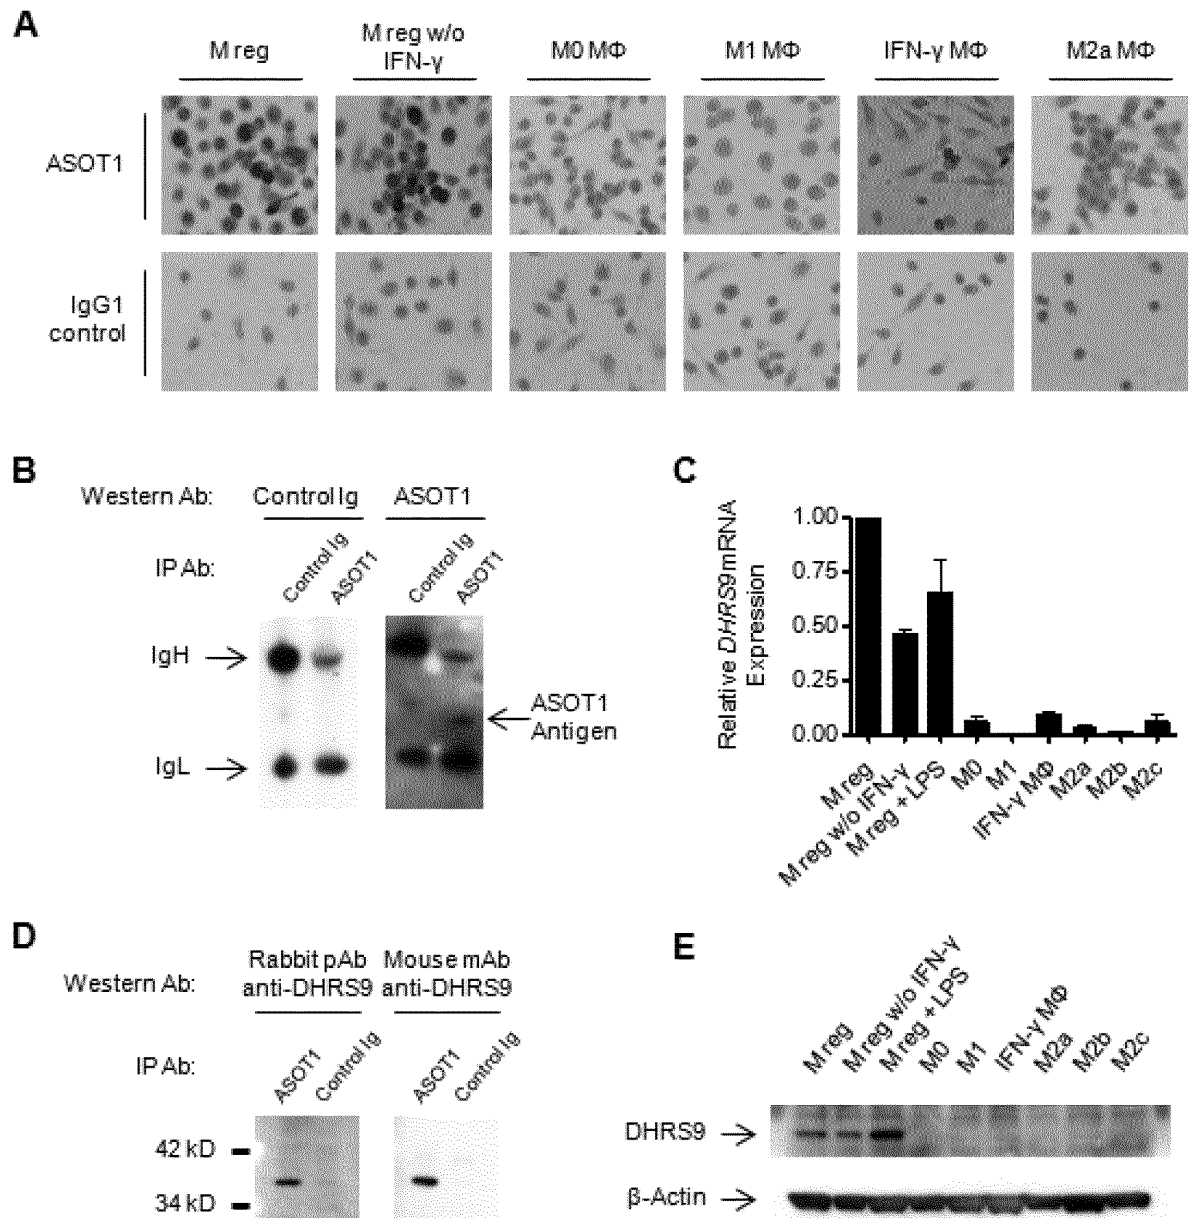 A
M reg
M reg w/o
IFN-γ
M0 MΦ
M1 MΦ
IFN-γ MΦ
M2a MΦ
ASOT1
IgG1
control
B
Western Ab:
Control Ig
ASOT1
IP Ab:
Control Ig
ASOT1
Control Ig
ASOT1
IgH
IgL
ASOT1
Antigen
C
Relative DHRS9 mRNA
Expression
1.00
0.75
0.50
0.25
0.00
M reg
M reg w/o IFN-γ
M reg + LPS
M0
M1
IFN-γ MΦ
M2a
M2b
M2c
D
Western Ab:
Rabbit pAb
anti-DHRS9
Mouse mAb
anti-DHRS9
IP Ab:
ASOT1
Control Ig
ASOT1
Control Ig
42 kD
34 kD
E
M reg
M reg w/o IFN-γ
M reg + LPS
M0
M1
IFN-γ MΦ
M2a
M2b
M2c
DHRS9
β-Actin